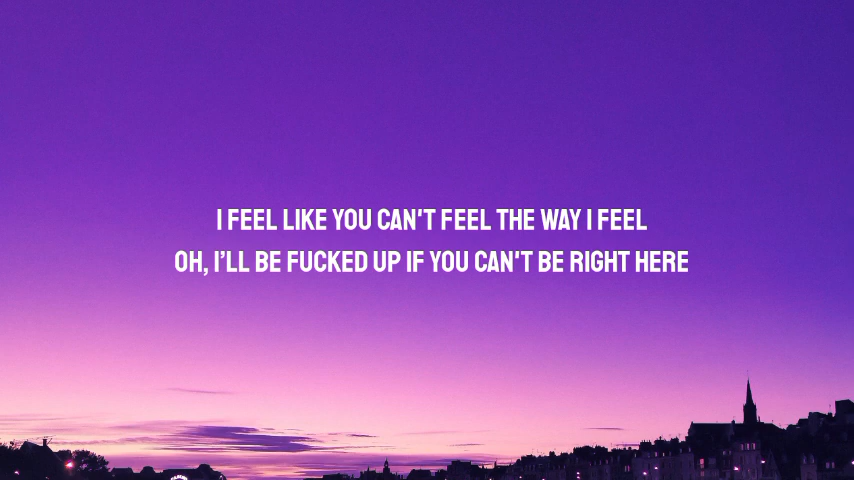 I FEEL LIKE YOU CAN'T FEEL THE WAY I FEEL
OH, I’LL BE FUCKED UP IF YOU CAN'T BE RIGHT HERE